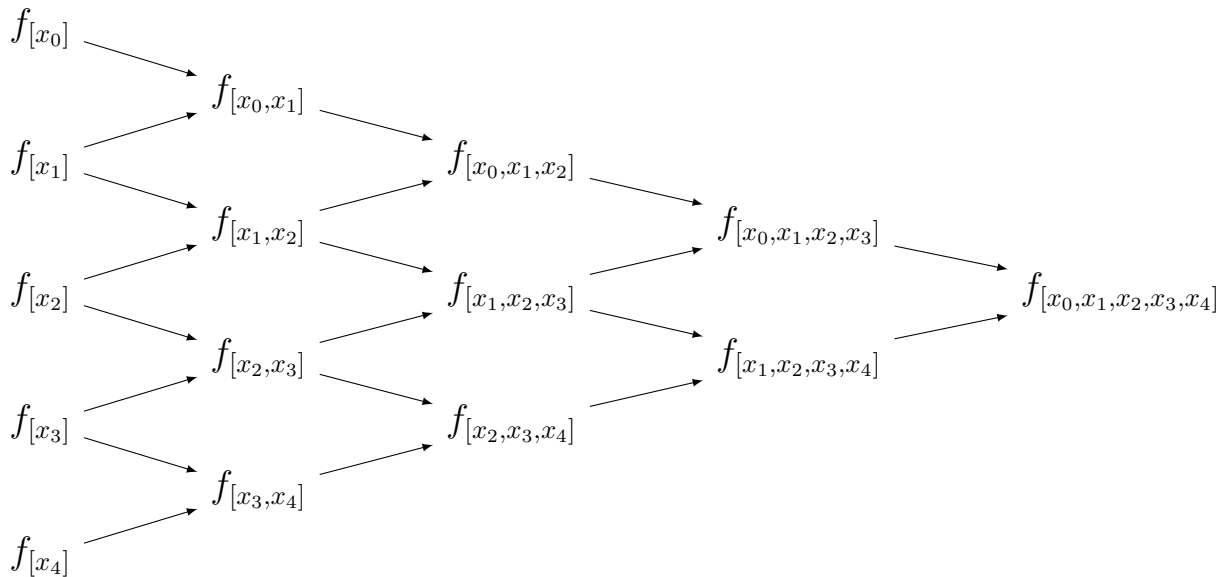 f[x₀]
f[x₀,x₁]
f[x₁]
f[x₀,x₁,x₂]
f[x₁,x₂]
f[x₀,x₁,x₂,x₃]
f[x₂]
f[x₁,x₂,x₃]
f[x₀,x₁,x₂,x₃,x₄]
f[x₂,x₃]
f[x₁,x₂,x₃,x₄]
f[x₃]
f[x₂,x₃,x₄]
f[x₃,x₄]
f[x₄]